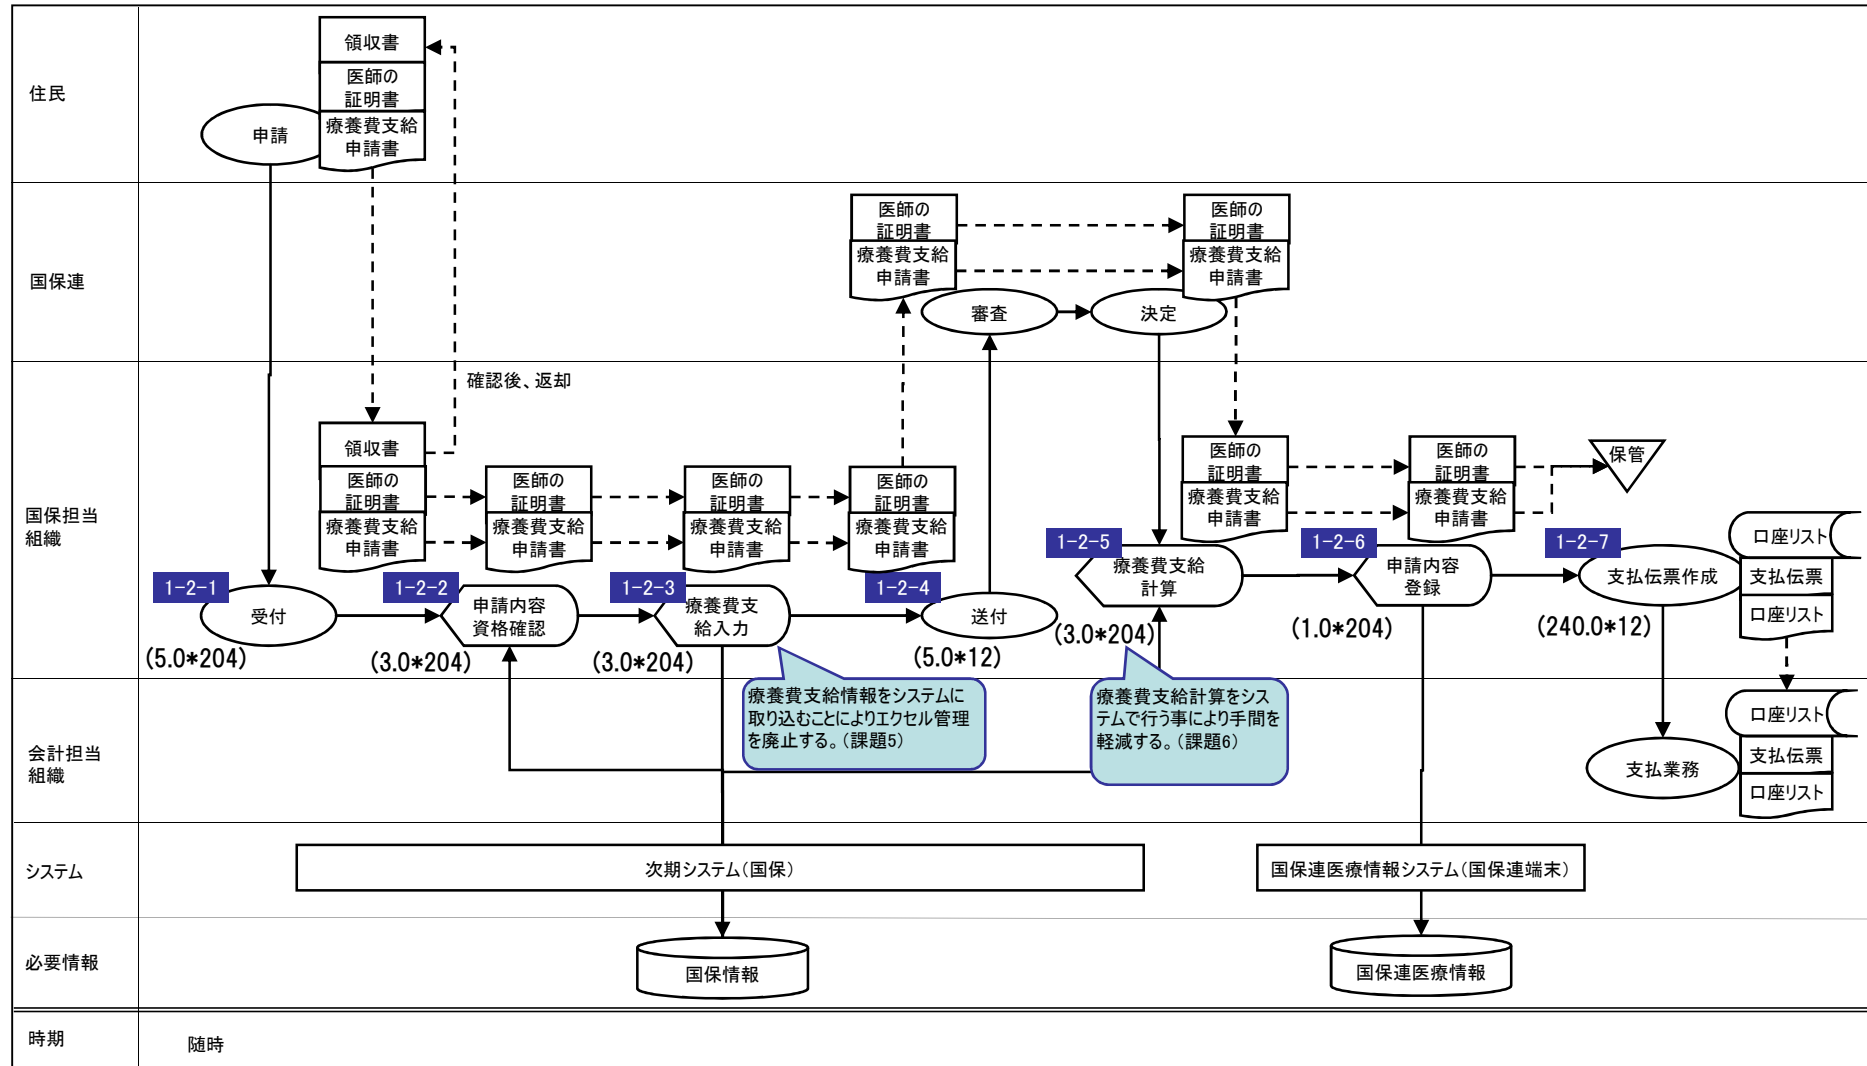 住民
領収書
医師の
証明書
療養費支給
申請書
申請
国保連
医師の
証明書
療養費支給
申請書
医師の
証明書
療養費支給
申請書
審査
決定
確認後、返却
国保担当
組織
領収書
医師の
証明書
療養費支給
申請書
医師の
証明書
療養費支給
申請書
医師の
証明書
療養費支給
申請書
医師の
証明書
療養費支給
申請書
医師の
証明書
療養費支給
申請書
医師の
証明書
療養費支給
申請書
保管
1-2-1
受付
(5.0*204)
1-2-2
申請内容
資格確認
(3.0*204)
1-2-3
療養費支
給入力
(3.0*204)
1-2-4
送付
(5.0*12)
1-2-5
療養費支給
計算
(3.0*204)
1-2-6
申請内容
登録
(1.0*204)
1-2-7
支払伝票作成
(240.0*12)
口座リスト
支払伝票
口座リスト
療養費支給情報をシステムに
取り込むことによりエクセル管理
を廃止する。(課題5)
療養費支給計算をシス
テムで行う事により手間を
軽減する。(課題6)
会計担当
組織
支払業務
口座リスト
支払伝票
口座リスト
システム
次期システム(国保)
国保連医療情報システム(国保連端末)
必要情報
国保情報
国保連医療情報
時期
随時